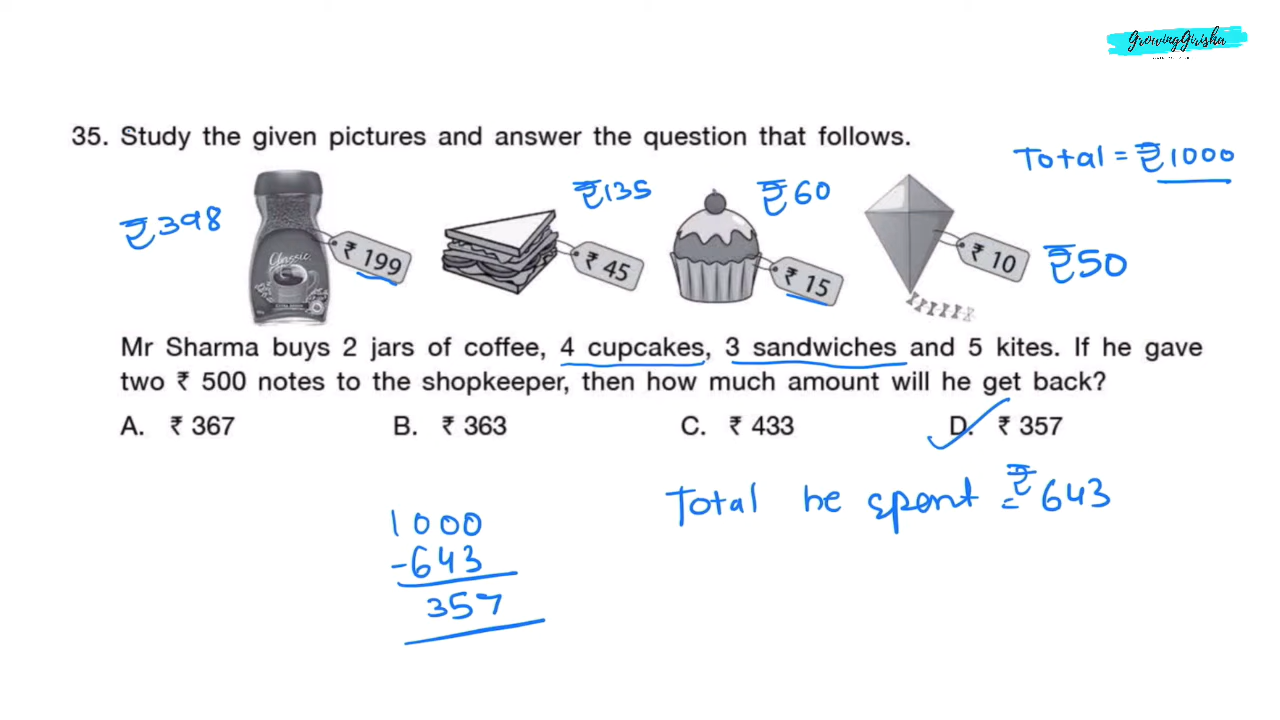 GrowingGirisha
35. Study the given pictures and answer the question that follows.
Total = ₹1000
₹398
₹ 199
Classic
₹135
₹ 45
₹60
₹ 15
₹ 10
₹50
Mr Sharma buys 2 jars of coffee, 4 cupcakes, 3 sandwiches and 5 kites. If he gave
two ₹ 500 notes to the shopkeeper, then how much amount will he get back?
A. ₹ 367 B. ₹ 363 C. ₹ 433 D. ₹ 357
Total he spent = ₹643
1000
-643
357